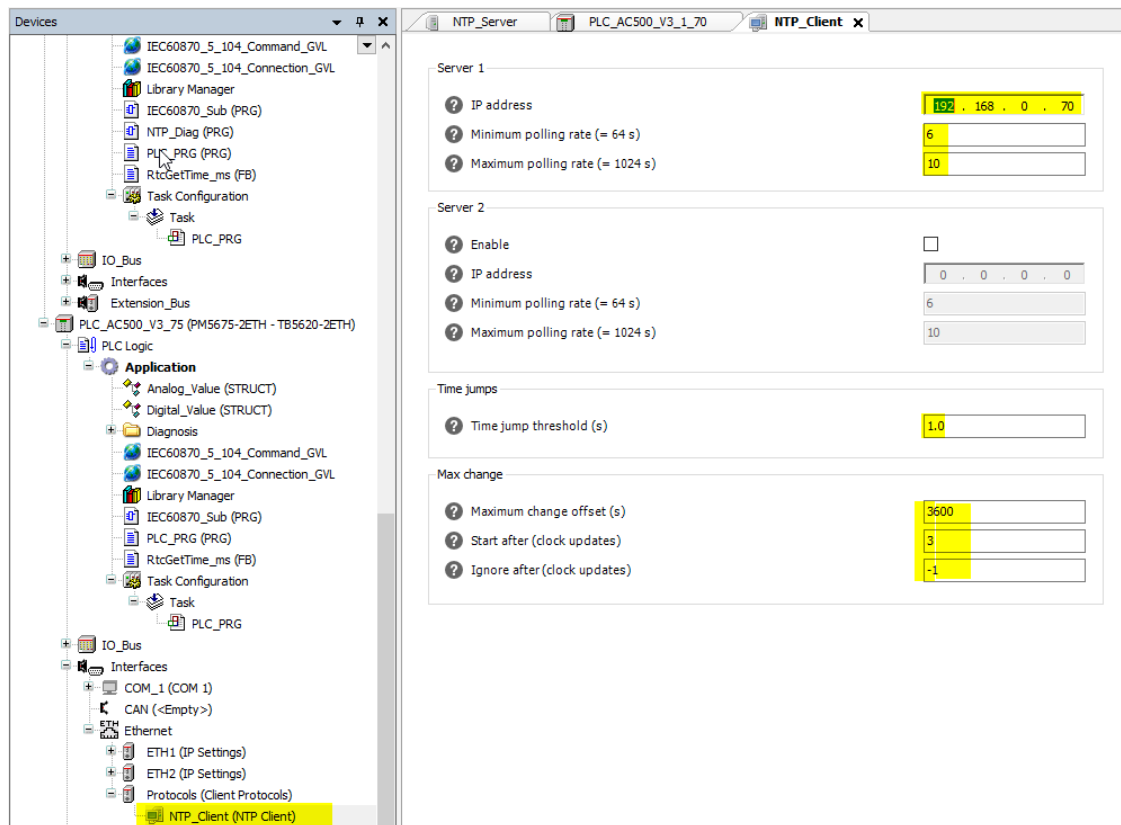 Devices
IEC60870_5_104_Command_GVL
IEC60870_5_104_Connection_GVL
Library Manager
IEC60870_Sub (PRG)
NTP_Diag (PRG)
PLC_PRG (PRG)
RtcGetTime_ms (FB)
Task Configuration
Task
PLC_PRG
IO_Bus
Interfaces
Extension_Bus
PLC_AC500_V3_75 (PM5675-2ETH - TB5620-2ETH)
PLC Logic
Application
Analog_Value (STRUCT)
Digital_Value (STRUCT)
Diagnosis
IEC60870_5_104_Command_GVL
IEC60870_5_104_Connection_GVL
Library Manager
IEC60870_Sub (PRG)
PLC_PRG (PRG)
RtcGetTime_ms (FB)
Task Configuration
Task
PLC_PRG
IO_Bus
Interfaces
COM_1 (COM 1)
CAN (<Empty>)
ETH Ethernet
ETH1 (IP Settings)
ETH2 (IP Settings)
Protocols (Client Protocols)
NTP_Client (NTP Client)
NTP_Server PLC_AC500_V3_1_70 NTP_Client
Server 1
IP address 192 . 168 . 0 . 70
Minimum polling rate (= 64 s) 6
Maximum polling rate (= 1024 s) 10
Server 2
Enable
IP address 0 . 0 . 0 . 0
Minimum polling rate (= 64 s) 6
Maximum polling rate (= 1024 s) 10
Time jumps
Time jump threshold (s) 1.0
Max change
Maximum change offset (s) 3600
Start after (clock updates) 3
Ignore after (clock updates) -1